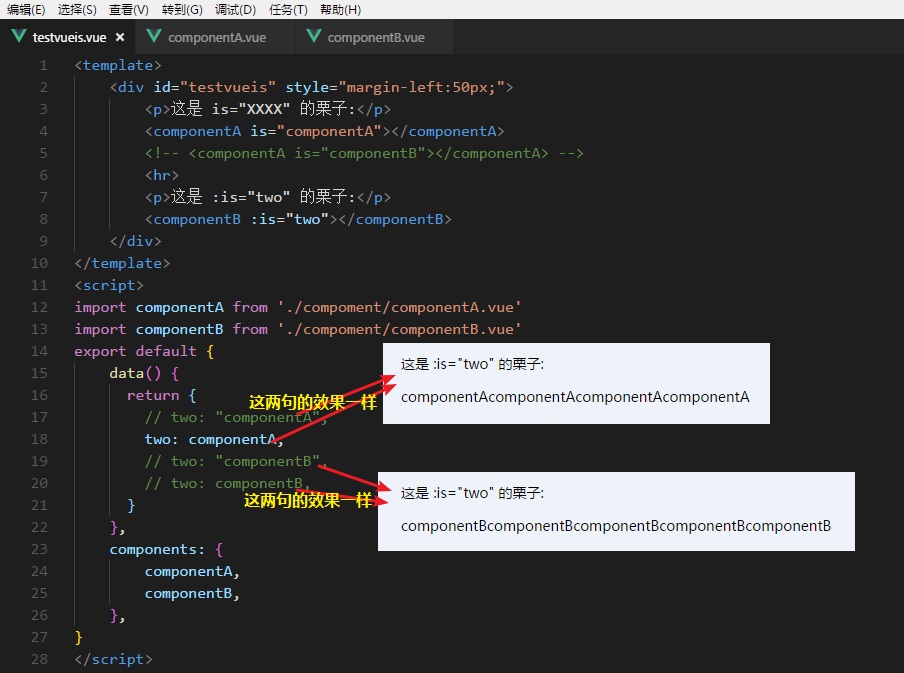 编辑(E) 选择(S) 查看(V) 转到(G) 调试(D) 任务(T) 帮助(H)
testvueis.vue × componentA.vue componentB.vue
1 <template>
2 <div id="testvueis" style="margin-left:50px;">
3 <p>这是 is="XXXX" 的栗子:</p>
4 <componentA is="componentA"></componentA>
5 <!-- <componentA is="componentB"></componentA> -->
6 <hr>
7 <p>这是 :is="two" 的栗子:</p>
8 <componentB :is="two"></componentB>
9 </div>
10 </template>
11 <script>
12 import componentA from './compoment/componentA.vue'
13 import componentB from './compoment/componentB.vue'
14 export default {
15 data() {
16 return {
17 // two: "componentA",
18 two: componentA,
19 // two: "componentB",
20 // two: componentB,
21 }
22 },
23 components: {
24 componentA,
25 componentB,
26 },
27 }
28 </script>
这是 :is="two" 的栗子:
componentAcomponentAcomponentAcomponentA
这两句的效果一样
这是 :is="two" 的栗子:
componentBcomponentBcomponentBcomponentBcomponentB
这两句的效果一样